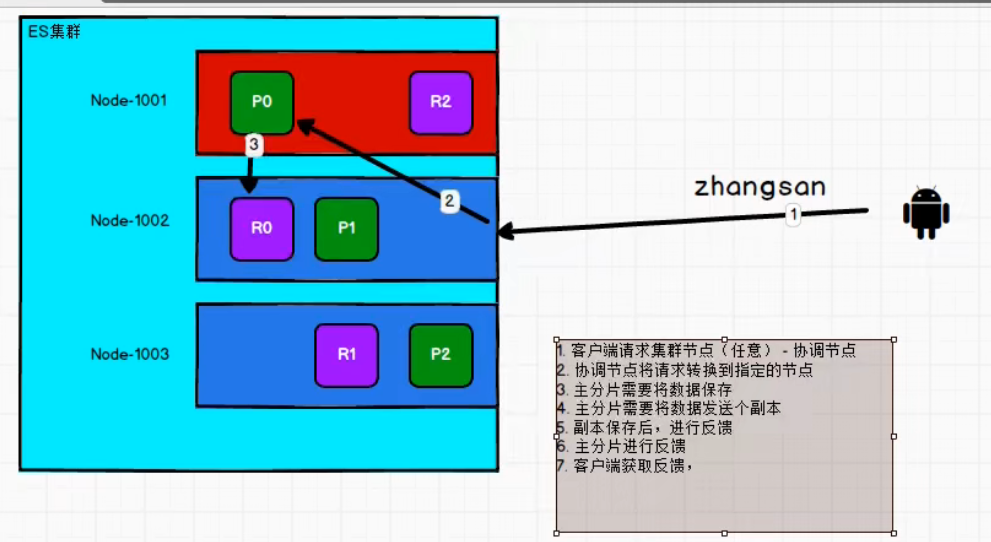 ES集群
Node-1001
P0
R2
3
2
zhangsan
1
Node-1002
R0
P1
Node-1003
R1
P2
1. 客户端请求集群节点（任意） - 协调节点
2. 协调节点将请求转换到指定的节点
3. 主分片需要将数据保存
4. 主分片需要将数据发送个副本
5. 副本保存后，进行反馈
6. 主分片进行反馈
7. 客户端获取反馈，